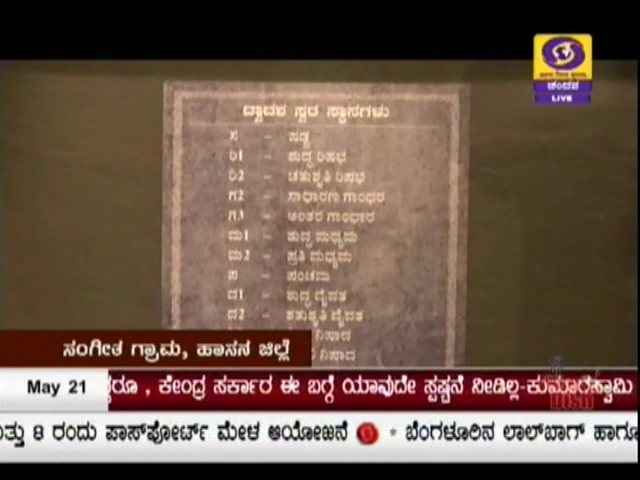 ಚಂದನ
LIVE
ದ್ವಾದಶ ಸ್ವರ ಸ್ಥಾನಗಳು
ಸ - ಷಡ್ಜ
ರಿ1 - ಶುದ್ಧ ರಿಷಭ
ರಿ2 - ಚತುಶ್ರುತಿ ರಿಷಭ
ಗ2 - ಸಾಧಾರಣ ಗಾಂಧಾರ
ಗ3 - ಅಂತರ ಗಾಂಧಾರ
ಮ1 - ಶುದ್ಧ ಮಧ್ಯಮ
ಮ2 - ಪ್ರತಿ ಮಧ್ಯಮ
ಪ - ಪಂಚಮ
ದ1 - ಶುದ್ಧ ದೈವತ
ದ2 - ಶತುಶ್ರುತಿ ದೈವತ
ನಿಷಾದ
ನಿಷಾದ
ಸಂಗೀತ ಗ್ರಾಮ, ಹಾಸನ ಜಿಲ್ಲೆ
May 21 ಕೇಂದ್ರ ಸರ್ಕಾರ ಈ ಬಗ್ಗೆ ಯಾವುದೇ ಸ್ಪಷ್ಟನೆ ನೀಡಿಲ್ಲ-ಕುಮಾರಸ್ವಾಮಿ
8 ರಂದು ಪಾಸ್‌ಪೋರ್ಟ್ ಮೇಳ ಆಯೋಜನೆ * ಬೆಂಗಳೂರಿನ ಲಾಲ್‌ಬಾಗ್ ಹಾಗೂ